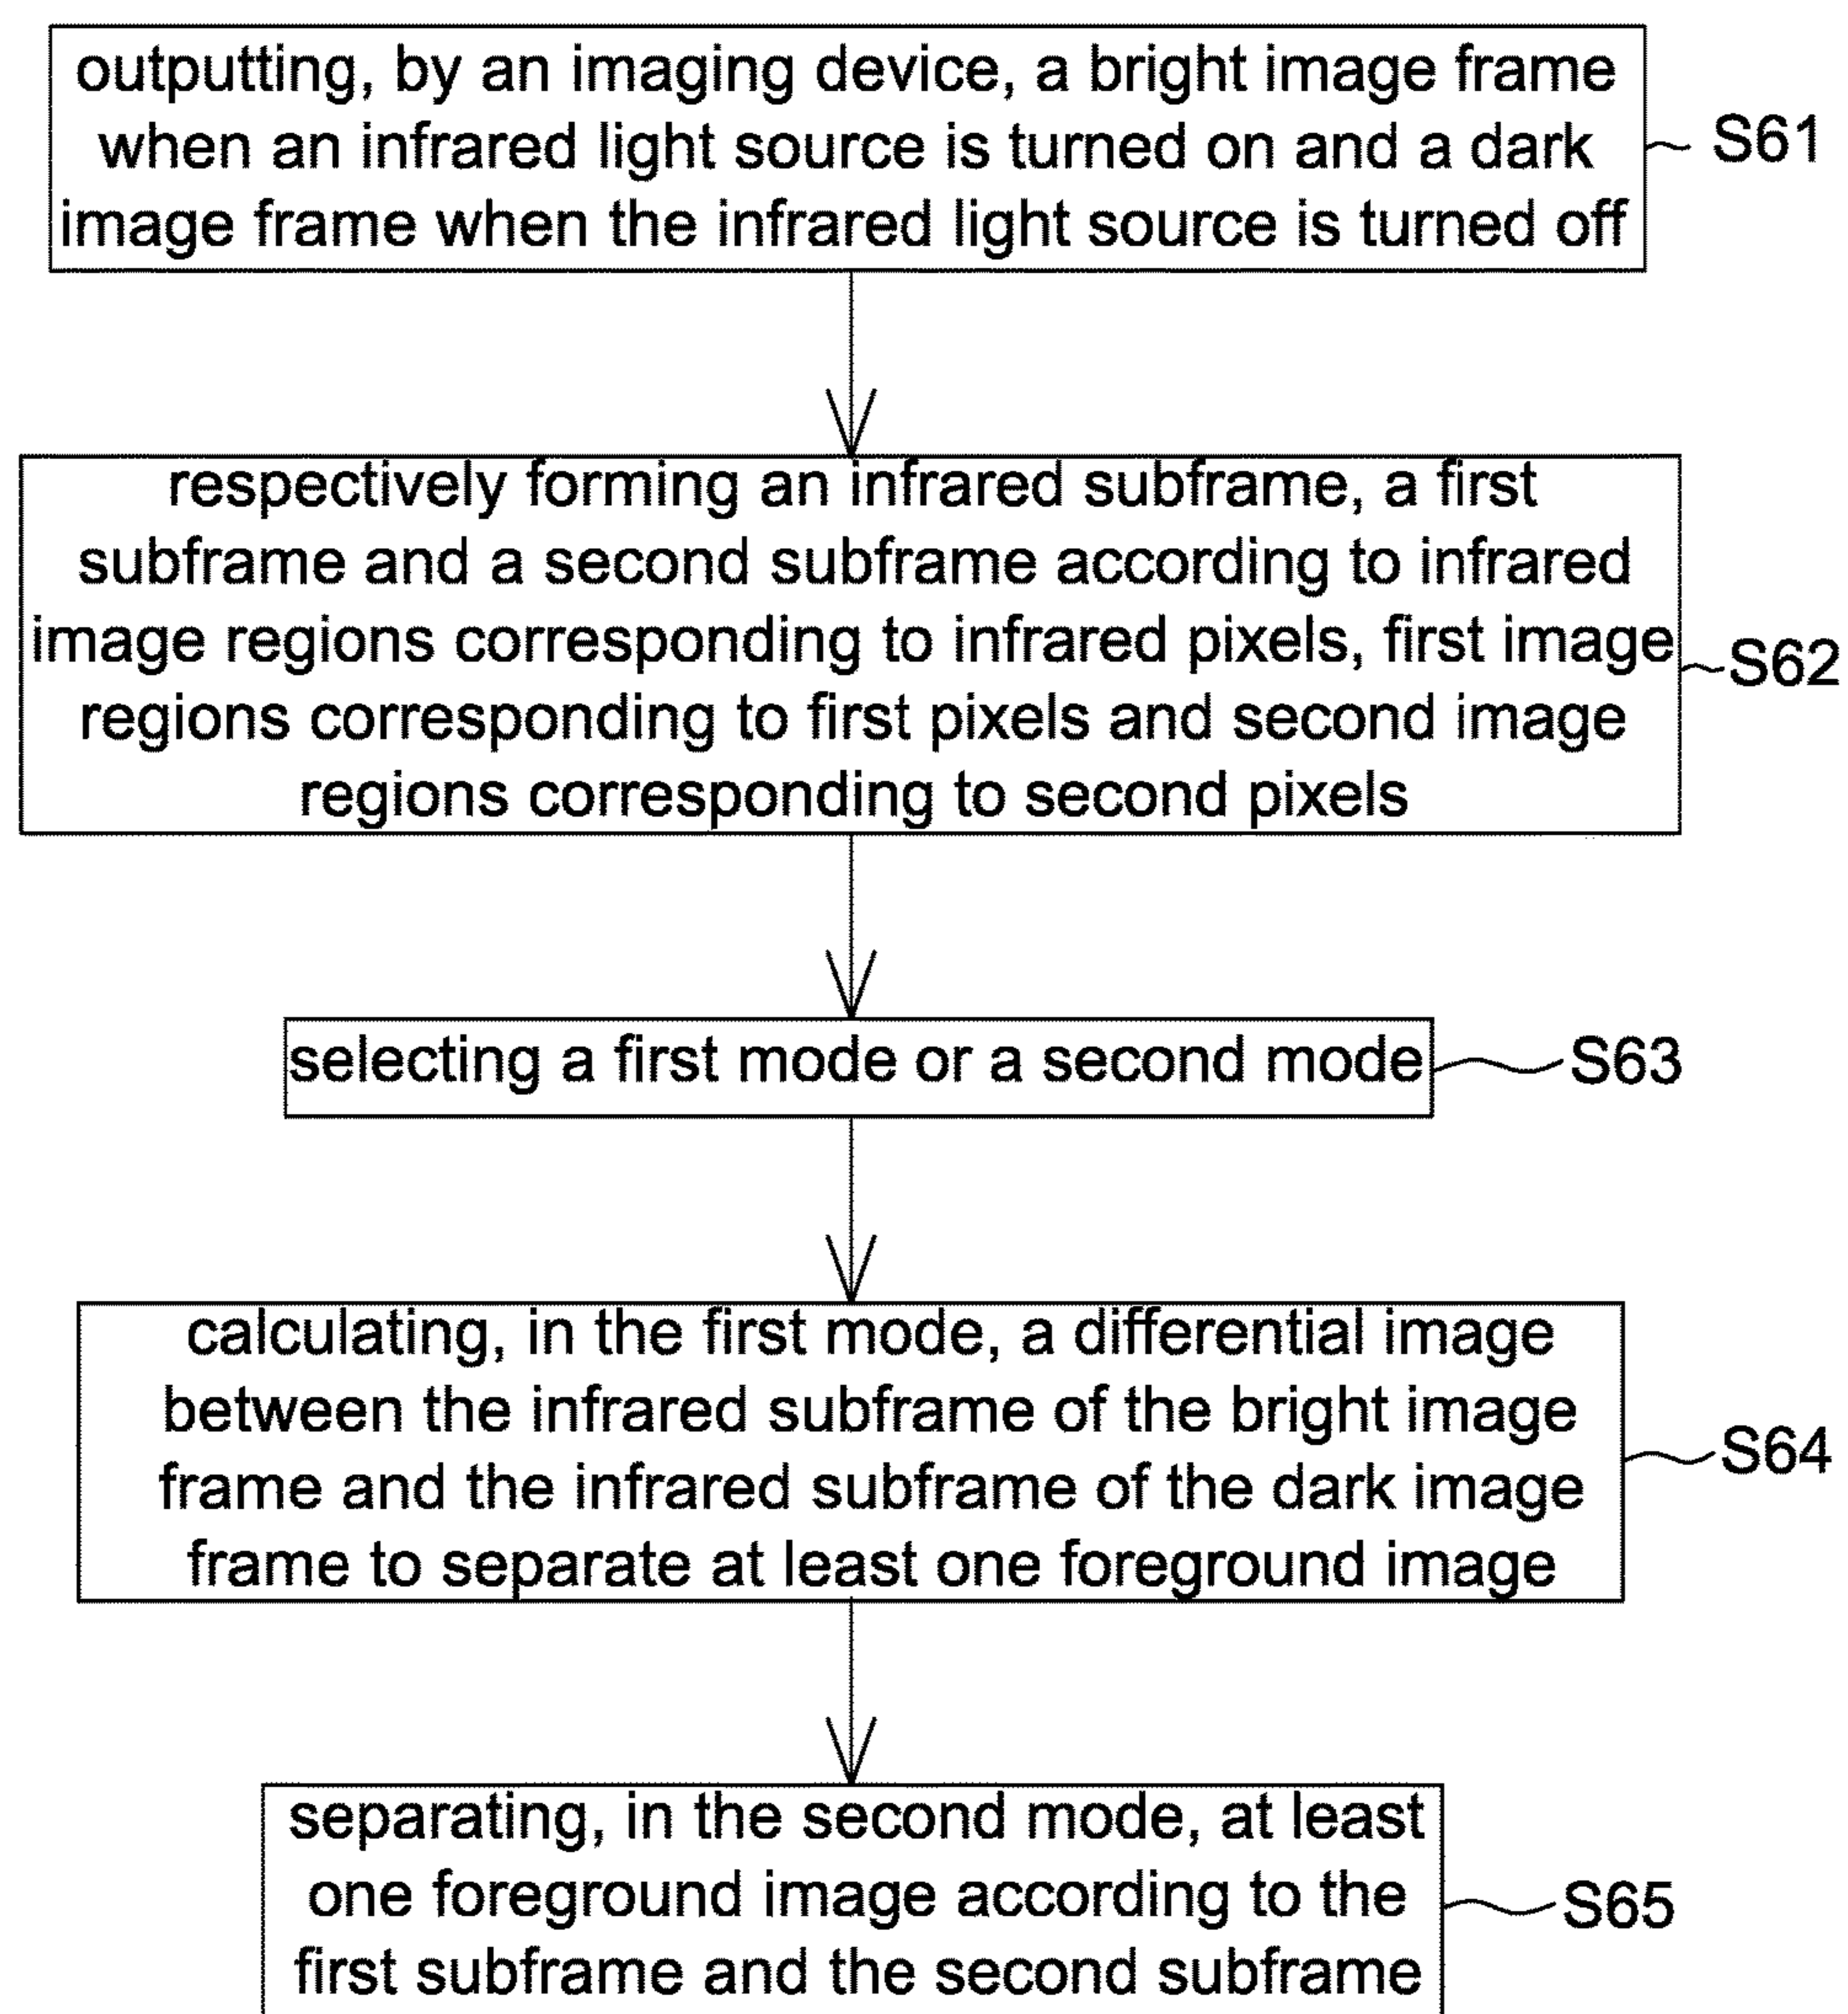 outputting, by an imaging device, a bright image frame
when an infrared light source is turned on and a dark
image frame when the infrared light source is turned off
S61
respectively forming an infrared subframe, a first
subframe and a second subframe according to infrared
image regions corresponding to infrared pixels, first image
regions corresponding to first pixels and second image
regions corresponding to second pixels
S62
selecting a first mode or a second mode
S63
calculating, in the first mode, a differential image
between the infrared subframe of the bright image
frame and the infrared subframe of the dark image
frame to separate at least one foreground image
S64
separating, in the second mode, at least
one foreground image according to the
first subframe and the second subframe
S65